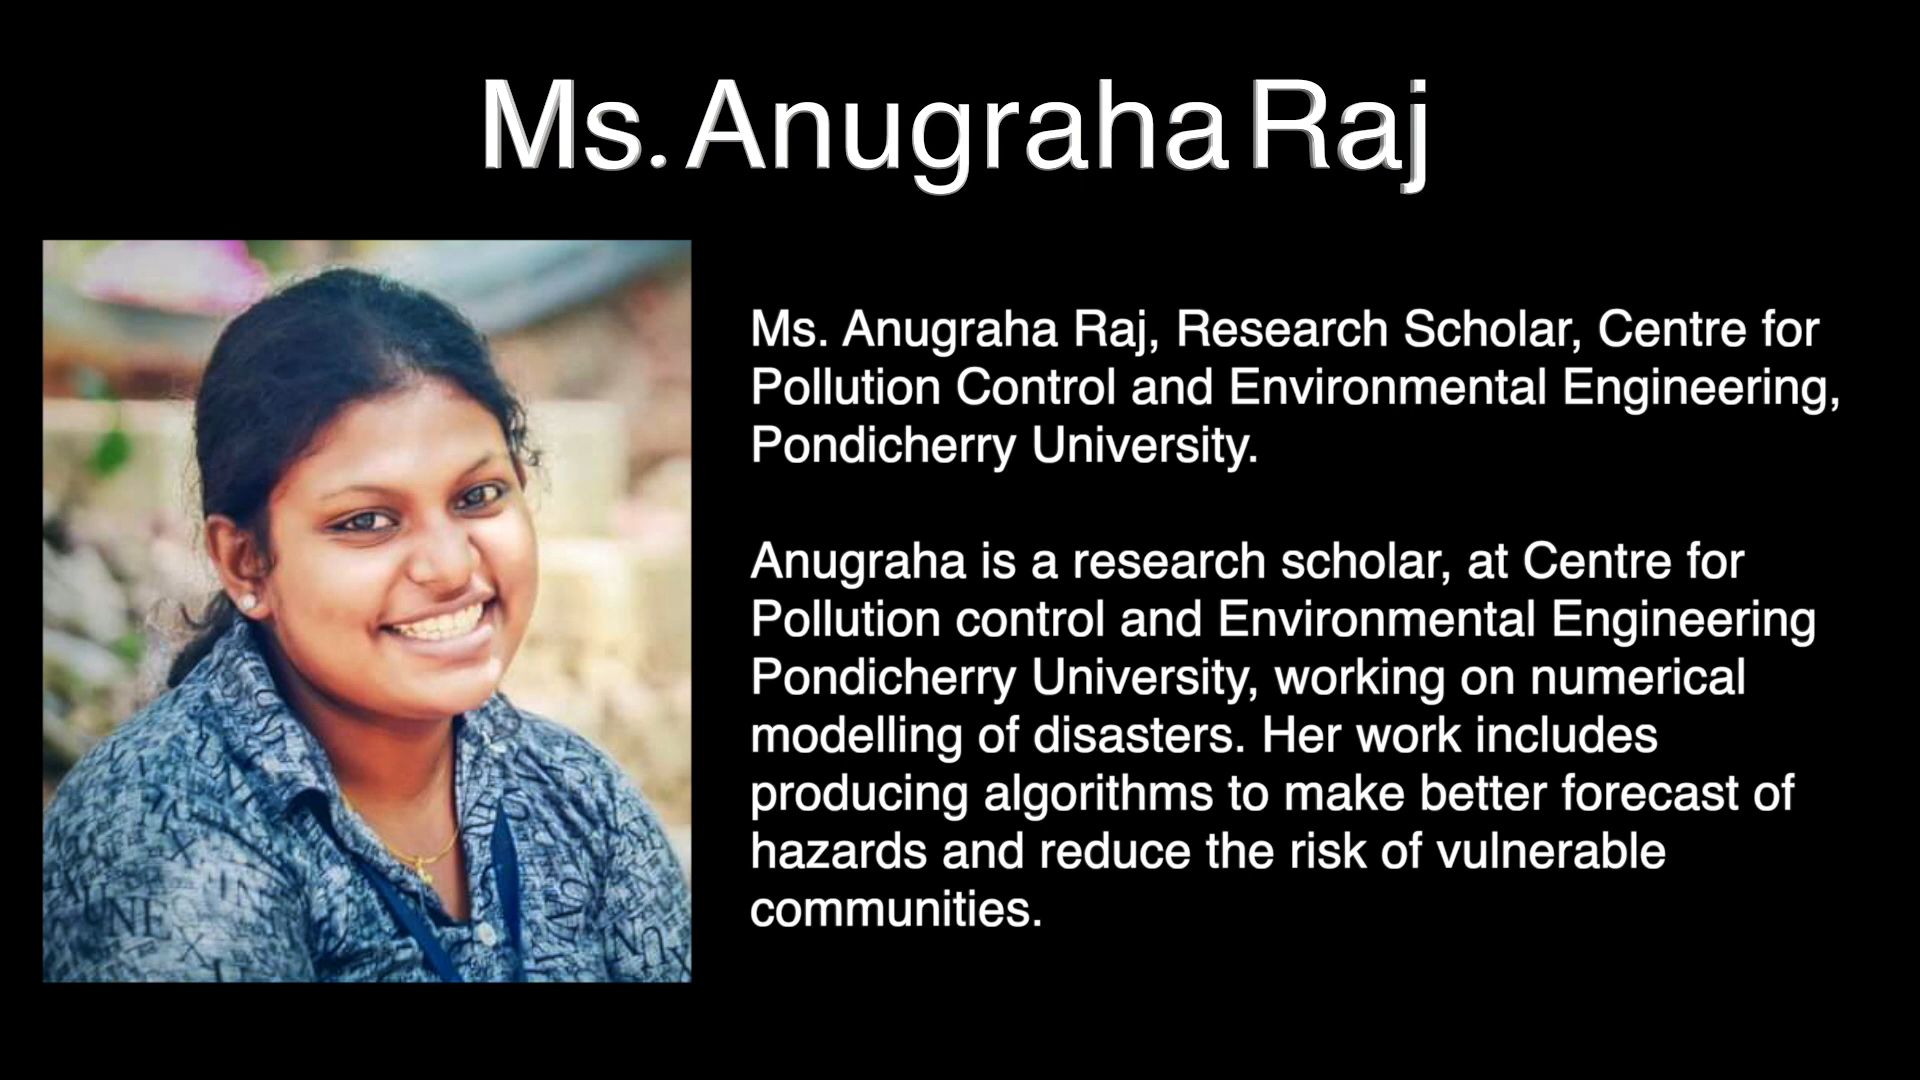 Ms. Anugraha Raj
Ms. Anugraha Raj, Research Scholar, Centre for
Pollution Control and Environmental Engineering,
Pondicherry University.
Anugraha is a research scholar, at Centre for
Pollution control and Environmental Engineering
Pondicherry University, working on numerical
modelling of disasters. Her work includes
producing algorithms to make better forecast of
hazards and reduce the risk of vulnerable
communities.